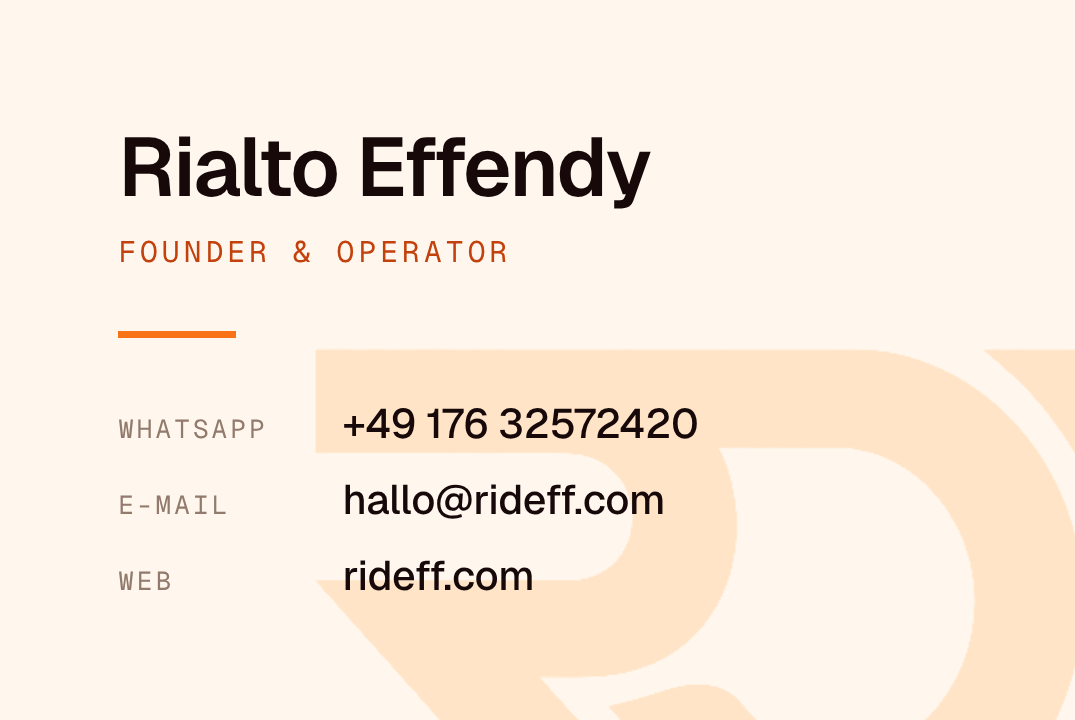 Rialto Effendy
FOUNDER & OPERATOR
WHATSAPP +49 176 32572420
E-MAIL hallo@rideff.com
WEB rideff.com